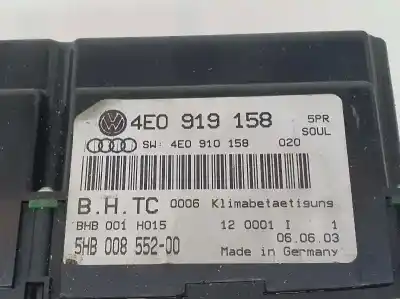 4E0 919 158 5PR
SOUL
SW: 4E0 910 158 020
B.H.TC 0006 Klimabetaetigung
BHB 001 H015 12 0001 I 1
5HB 008 552-00 06.06.03
Made in Germany